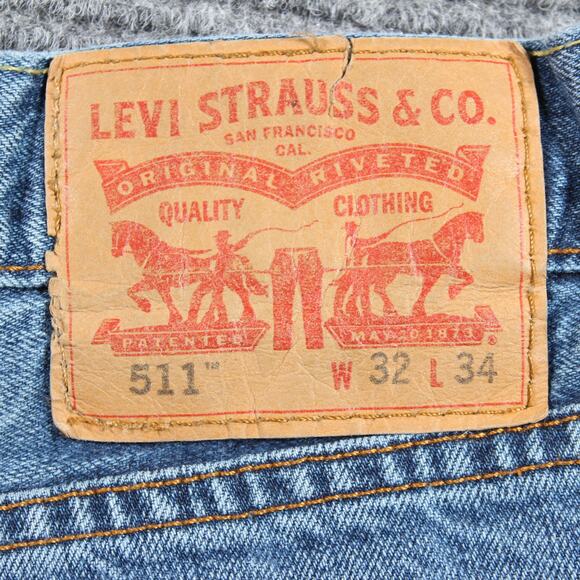 LEVI STRAUSS & CO.
SAN FRANCISCO
CAL.
ORIGINAL RIVETED
QUALITY CLOTHING
PATENTED MAY 20 1873 ®
511™ W 32 L 34